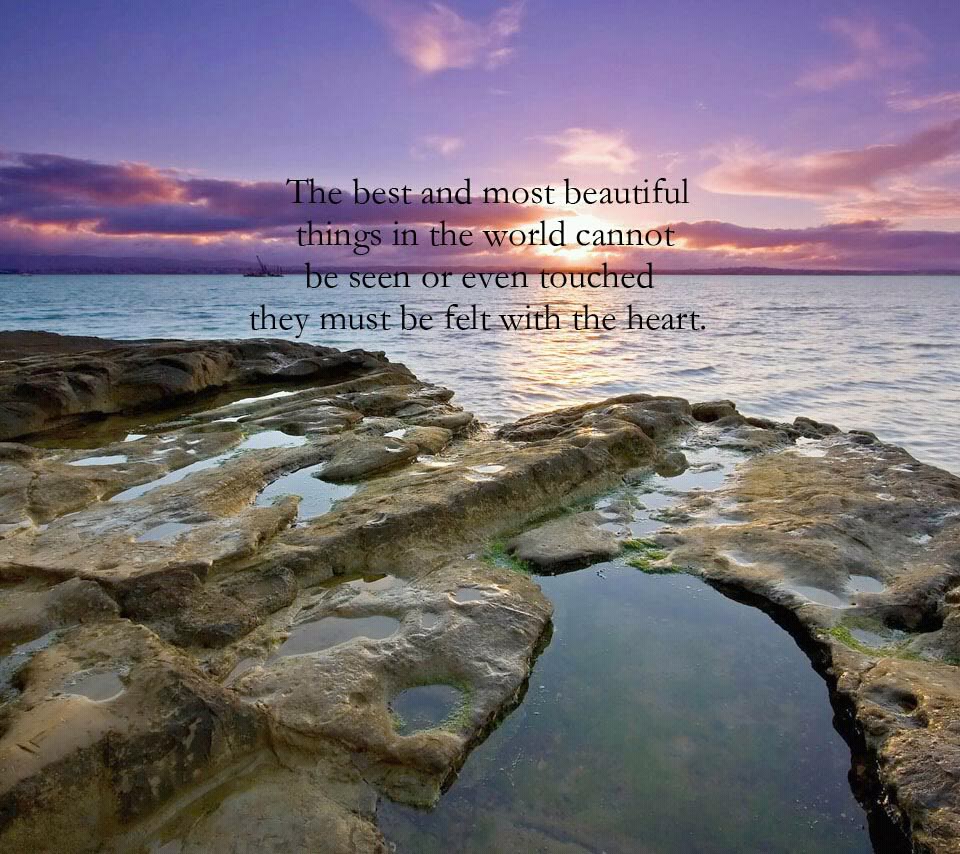 The best and most beautiful
things in the world cannot
be seen or even touched
they must be felt with the heart.